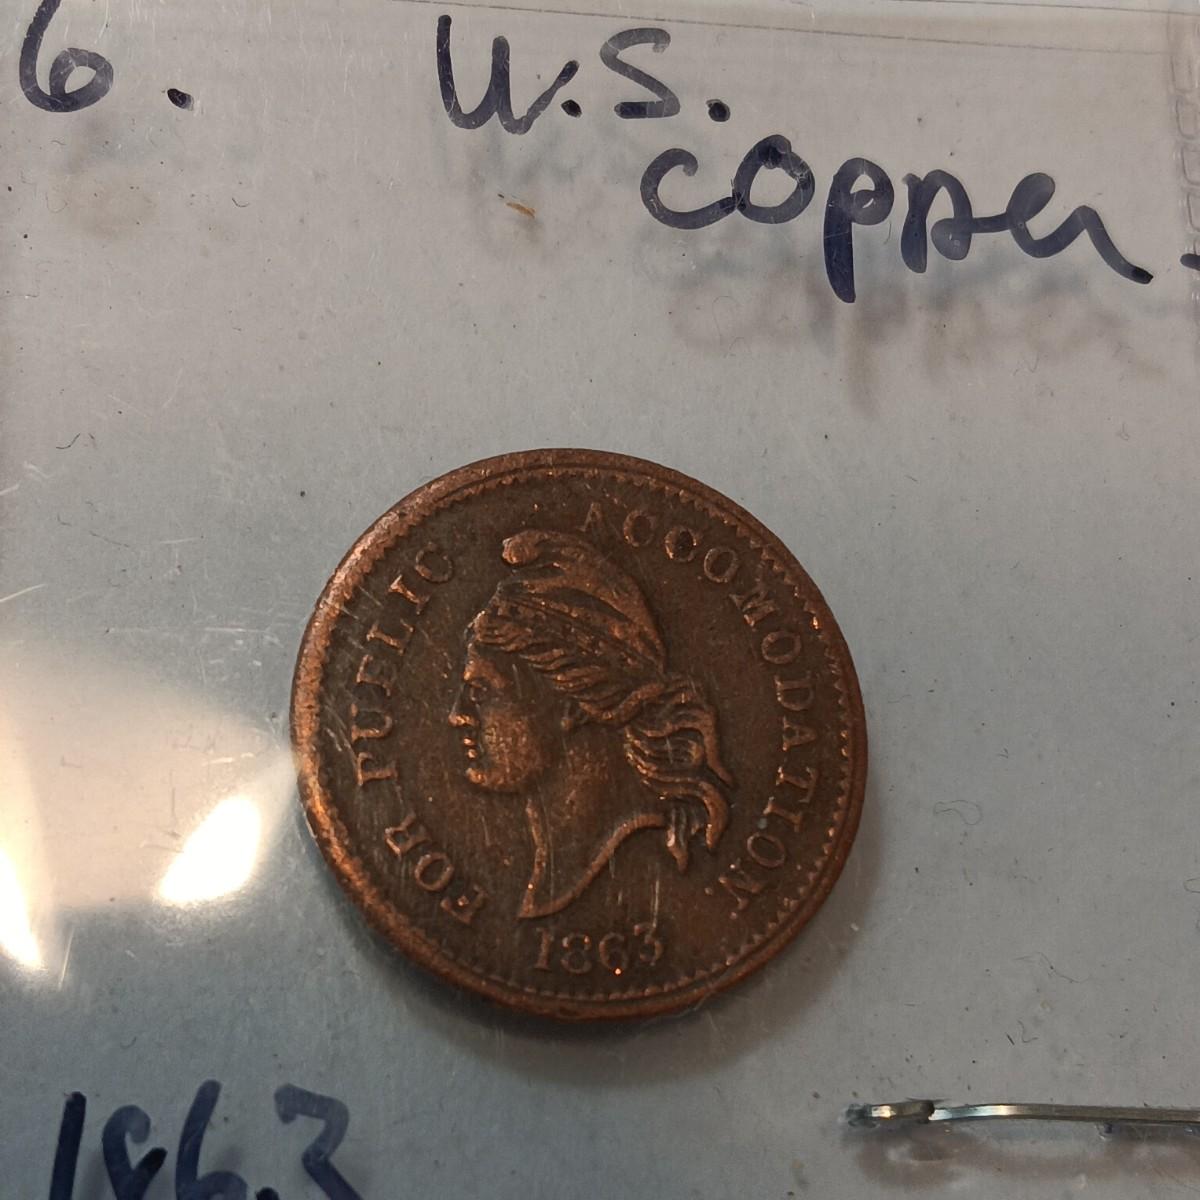 6. U.S.
copper
FOR PUBLIC ACCOMODATION.
1863
1863